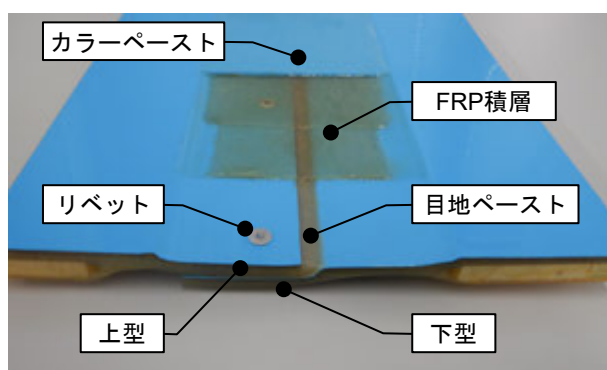 カラーペースト
FRP積層
リベット
目地ペースト
上型
下型